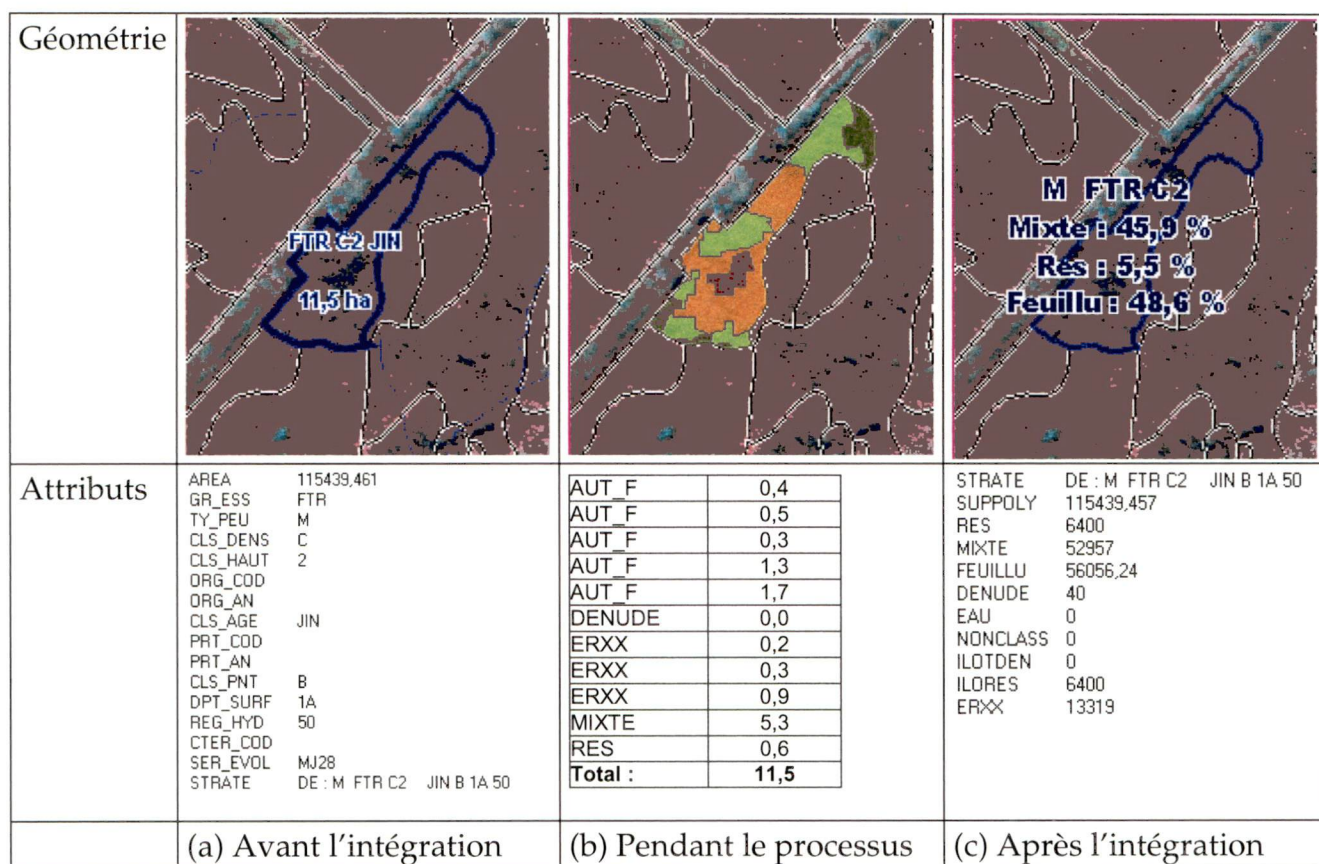 Géométrie
FTR C2 JIN
11,5 ha
M FTR C2
Mixte : 45,9 %
Res : 5,5 %
Feuillu : 48,6 %
Attributs
AREA 115439,461
GR_ESS FTR
TY_PEU M
CLS_DENS C
CLS_HAUT 2
ORG_COD
ORG_AN
CLS_AGE JIN
PRT_COD
PRT_AN
CLS_PNT B
DPT_SURF 1A
REG_HYD 50
CTER_COD
SER_EVOL MJ28
STRATE DE : M FTR C2 JIN B 1A 50
AUT_F 0,4
AUT_F 0,5
AUT_F 0,3
AUT_F 1,3
AUT_F 1,7
DENUDE 0,0
ERXX 0,2
ERXX 0,3
ERXX 0,9
MIXTE 5,3
RES 0,6
Total : 11,5
STRATE DE : M FTR C2 JIN B 1A 50
SUPPOLY 115439,457
RES 6400
MIXTE 52957
FEUILLU 56056,24
DENUDE 40
EAU 0
NONCLASS 0
ILOTDEN 0
ILORES 6400
ERXX 13319
(a) Avant l'intégration
(b) Pendant le processus
(c) Après l'intégration